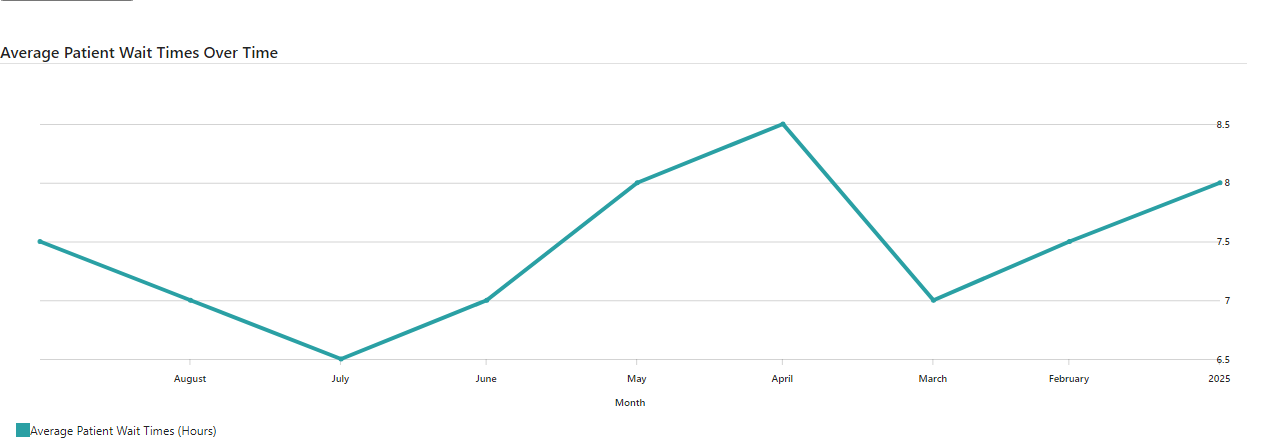 Average Patient Wait Times Over Time
8.5
8
7.5
7
6.5
August July June May April March February 2025
Month
Average Patient Wait Times (Hours)